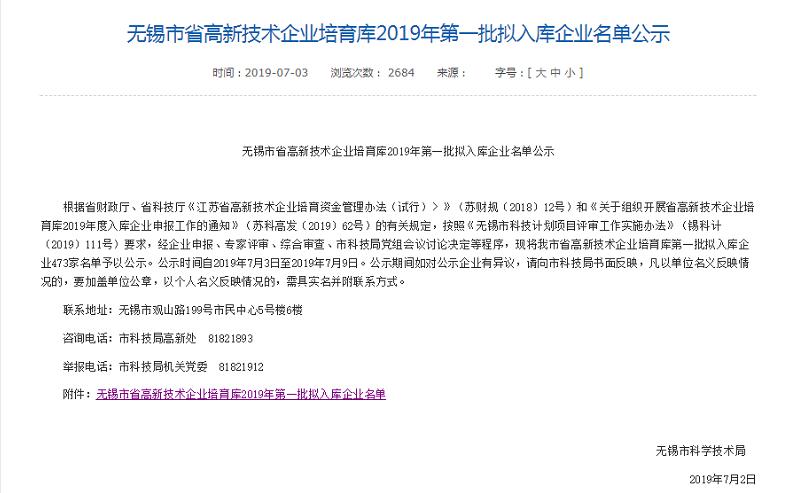 无锡市省高新技术企业培育库2019年第一批拟入库企业名单公示
时间：2019-07-03 浏览次数： 2684 来源： 字号：[ 大 中 小 ]
无锡市省高新技术企业培育库2019年第一批拟入库企业名单公示
根据省财政厅、省科技厅《江苏省高新技术企业培育资金管理办法（试行）>》（苏财规（2018）12号）和《关于组织开展省高新技术企业培
育库2019年度入库企业申报工作的通知》（苏科高发（2019）62号）的有关规定，按照《无锡市科技计划项目评审工作实施办法》（锡科计
（2019）111号）要求，经企业申报、专家评审、综合审查、市科技局党组会议讨论决定等程序，现将我市省高新技术企业培育库第一批拟入库企
业473家名单予以公示。公示时间自2019年7月3日至2019年7月9日。公示期间如对公示企业有异议，请向市科技局书面反映，凡以单位名义反映情
况的，要加盖单位公章，以个人名义反映情况的，需具实名并附联系方式。
联系地址：无锡市观山路199号市民中心5号楼6楼
咨询电话：市科技局高新处 81821893
举报电话：市科技局机关党委 81821912
附件：无锡市省高新技术企业培育库2019年第一批拟入库企业名单
无锡市科学技术局
2019年7月2日